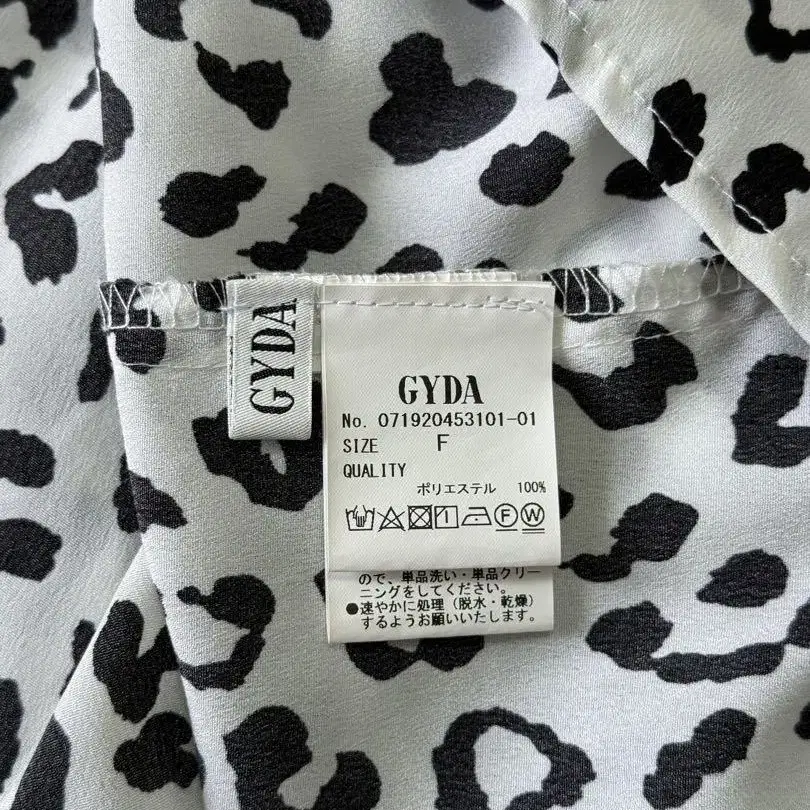 GYDA
GYDA
No. 071920453101-01
SIZE F
QUALITY
ポリエステル 100%
F W
ので、単品洗い・単品クリー
ニングをしてください。
●速やかに処理（脱水・乾燥）
するようお願いいたします。